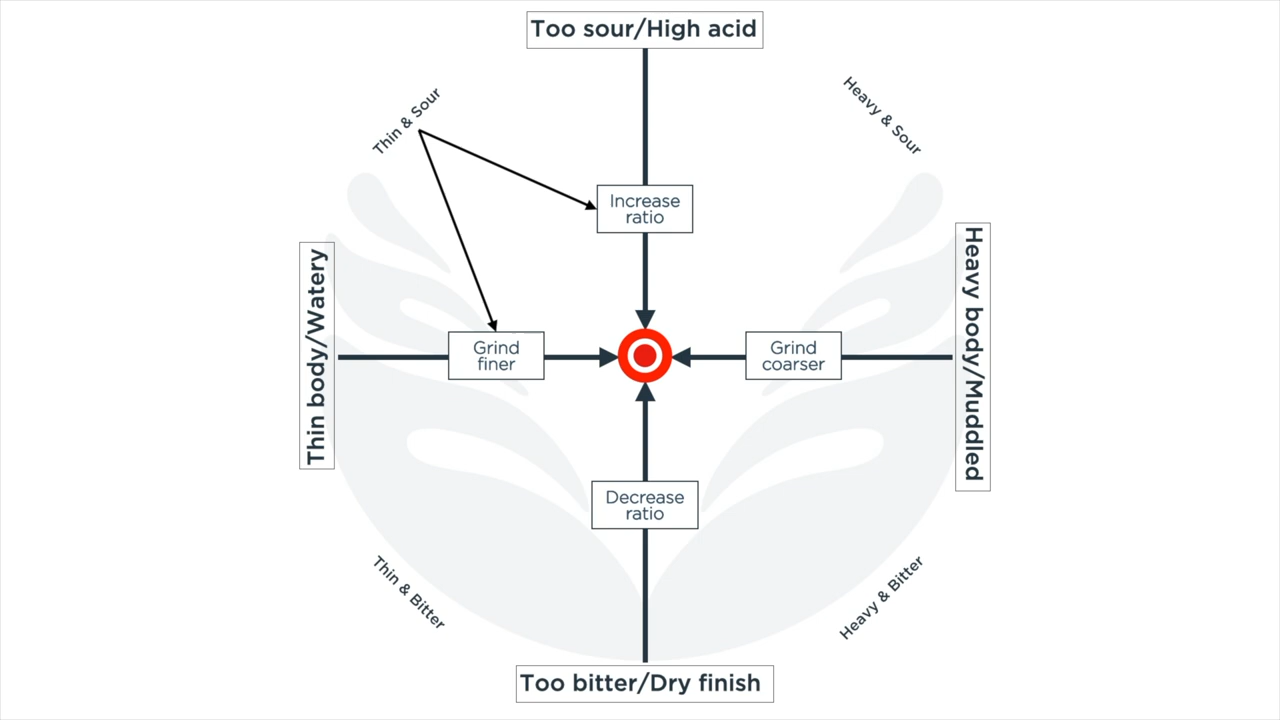 Too sour/High acid
Thin & Sour
Heavy & Sour
Increase
ratio
Thin body/Watery
Grind
finer
Grind
coarser
Heavy body/Muddled
Decrease
ratio
Thin & Bitter
Heavy & Bitter
Too bitter/Dry finish